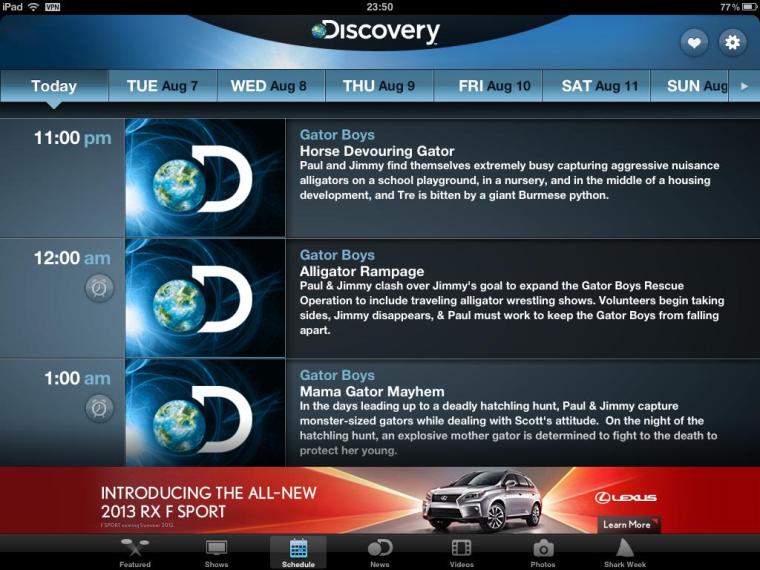 iPad VPN 23:50 77%
Discovery
Today TUE Aug 7 WED Aug 8 THU Aug 9 FRI Aug 10 SAT Aug 11 SUN Aug
11:00 pm
Gator Boys
Horse Devouring Gator
Paul and Jimmy find themselves extremely busy capturing aggressive nuisance
alligators on a school playground, in a nursery, and in the middle of a housing
development, and Tre is bitten by a giant Burmese python.
12:00 am
Gator Boys
Alligator Rampage
Paul & Jimmy clash over Jimmy's goal to expand the Gator Boys Rescue
Operation to include traveling alligator wrestling shows. Volunteers begin taking
sides, Jimmy disappears, & Paul must work to keep the Gator Boys from falling
apart.
1:00 am
Gator Boys
Mama Gator Mayhem
In the days leading up to a deadly hatchling hunt, Paul & Jimmy capture
monster-sized gators while dealing with Scott's attitude. On the night of the
hatchling hunt, an explosive mother gator is determined to fight to the death to
protect her young.
INTRODUCING THE ALL-NEW
2013 RX F SPORT
F SPORT coming Summer 2012.
LEXUS
Learn More
Featured Shows Schedule News Videos Photos Shark Week